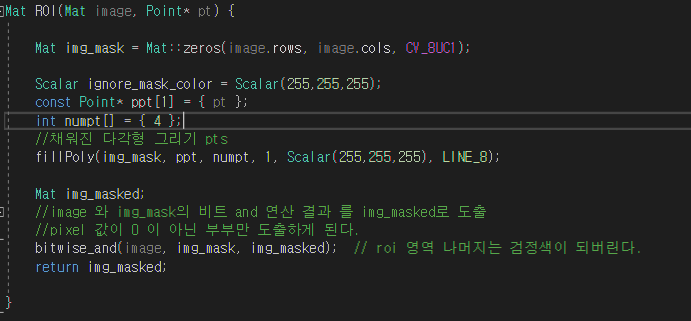 Mat ROI(Mat image, Point* pt) {
Mat img_mask = Mat::zeros(image.rows, image.cols, CV_8UC1);
Scalar ignore_mask_color = Scalar(255,255,255);
const Point* ppt[1] = { pt };
int numpt[] = { 4 };
//채워진 다각형 그리기 pts
fillPoly(img_mask, ppt, numpt, 1, Scalar(255,255,255), LINE_8);
Mat img_masked;
//image 와 img_mask의 비트 and 연산 결과 를 img_masked로 도출
//pixel 값이 0 이 아닌 부부만 도출하게 된다.
bitwise_and(image, img_mask, img_masked);  // roi 영역 나머지는 검정색이 되버린다.
return img_masked;
}